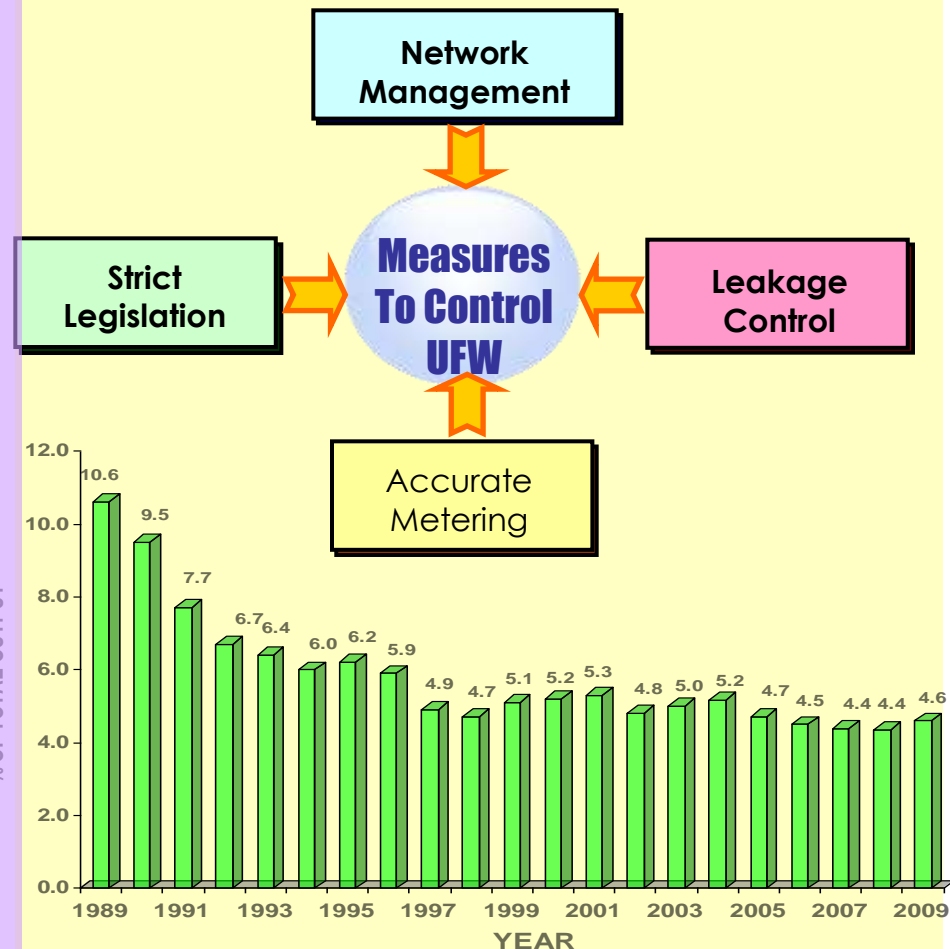 Network
Management
Strict
Legislation
Measures
To Control
UFW
Leakage
Control
Accurate
Metering
12.0
10.0
8.0
6.0
4.0
2.0
0.0
10.6
9.5
7.7
6.7
6.4
6.0
6.2
5.9
4.9
4.7
5.1
5.2
5.3
4.8
5.0
5.2
4.7
4.5
4.4
4.4
4.6
1989 1991 1993 1995 1997 1999 2001 2003 2005 2007 2009
YEAR